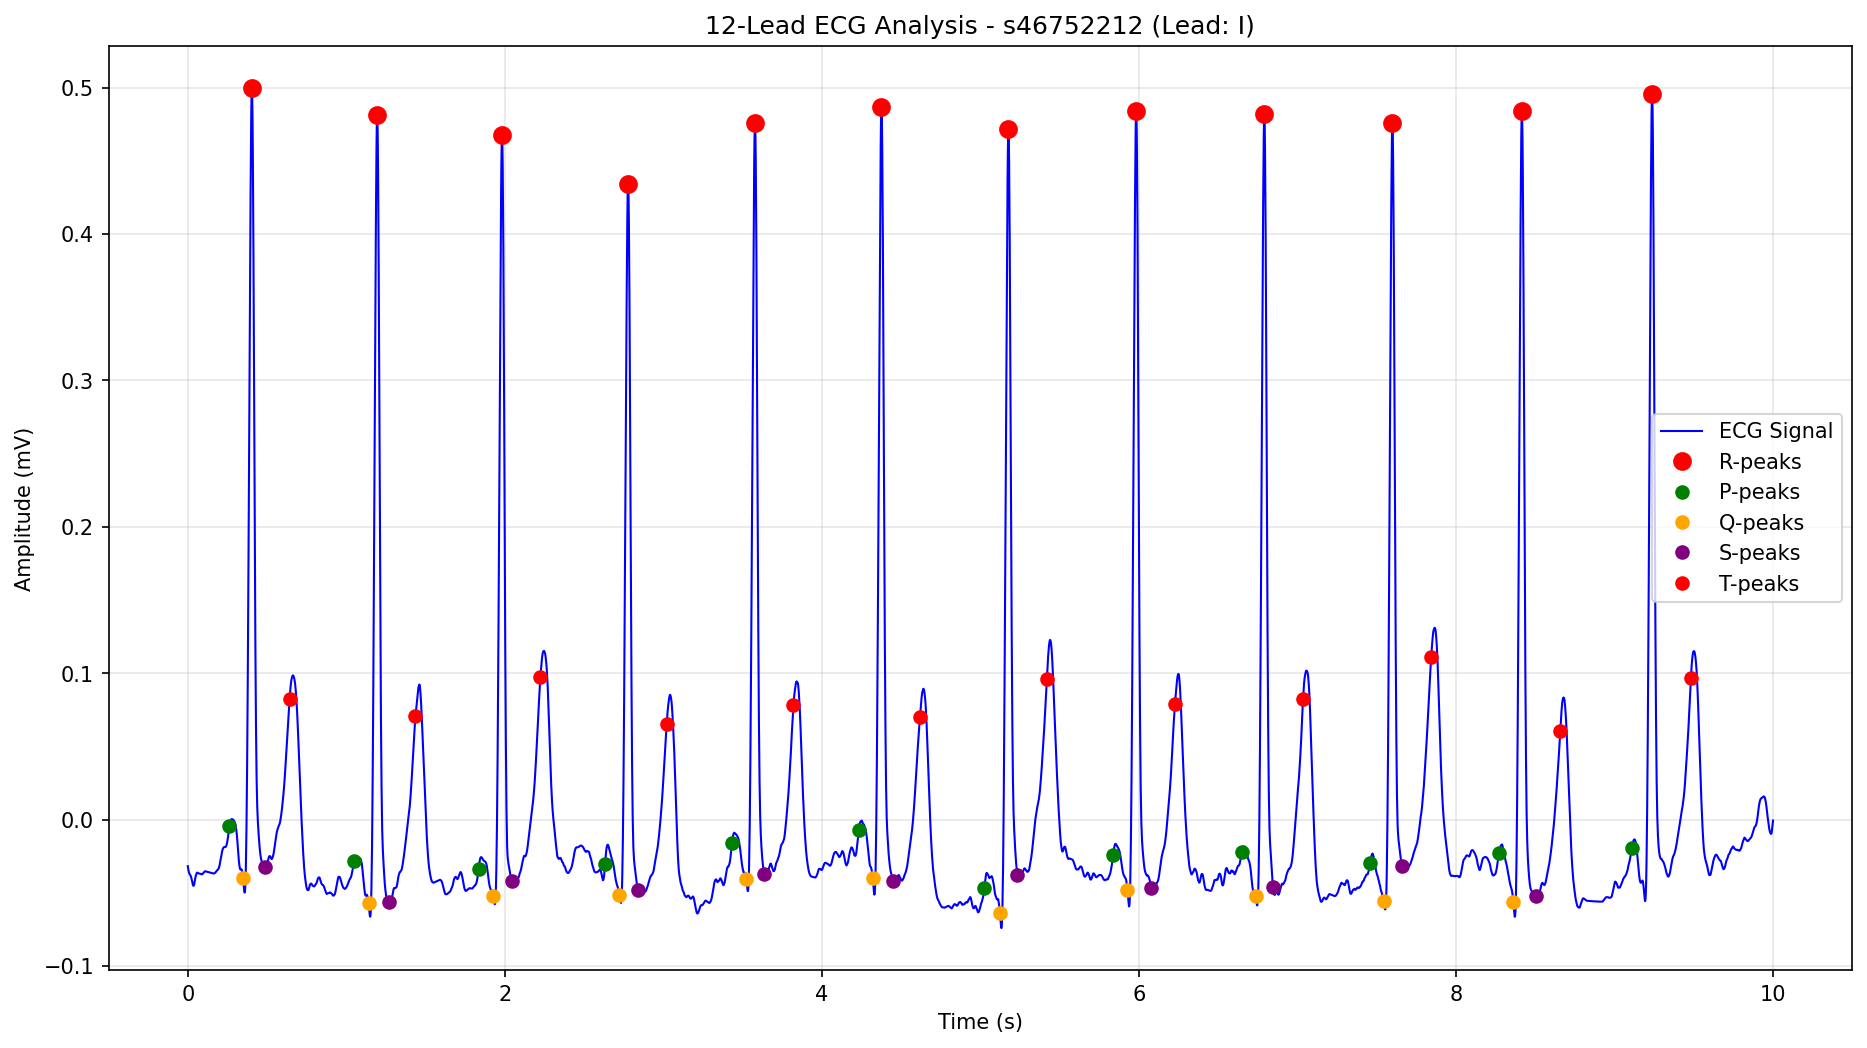 12-Lead ECG Analysis - s46752212 (Lead: I)
Amplitude (mV)
0.5
0.4
0.3
0.2
0.1
0.0
−0.1
ECG Signal
R-peaks
P-peaks
Q-peaks
S-peaks
T-peaks
0 2 4 6 8 10
Time (s)